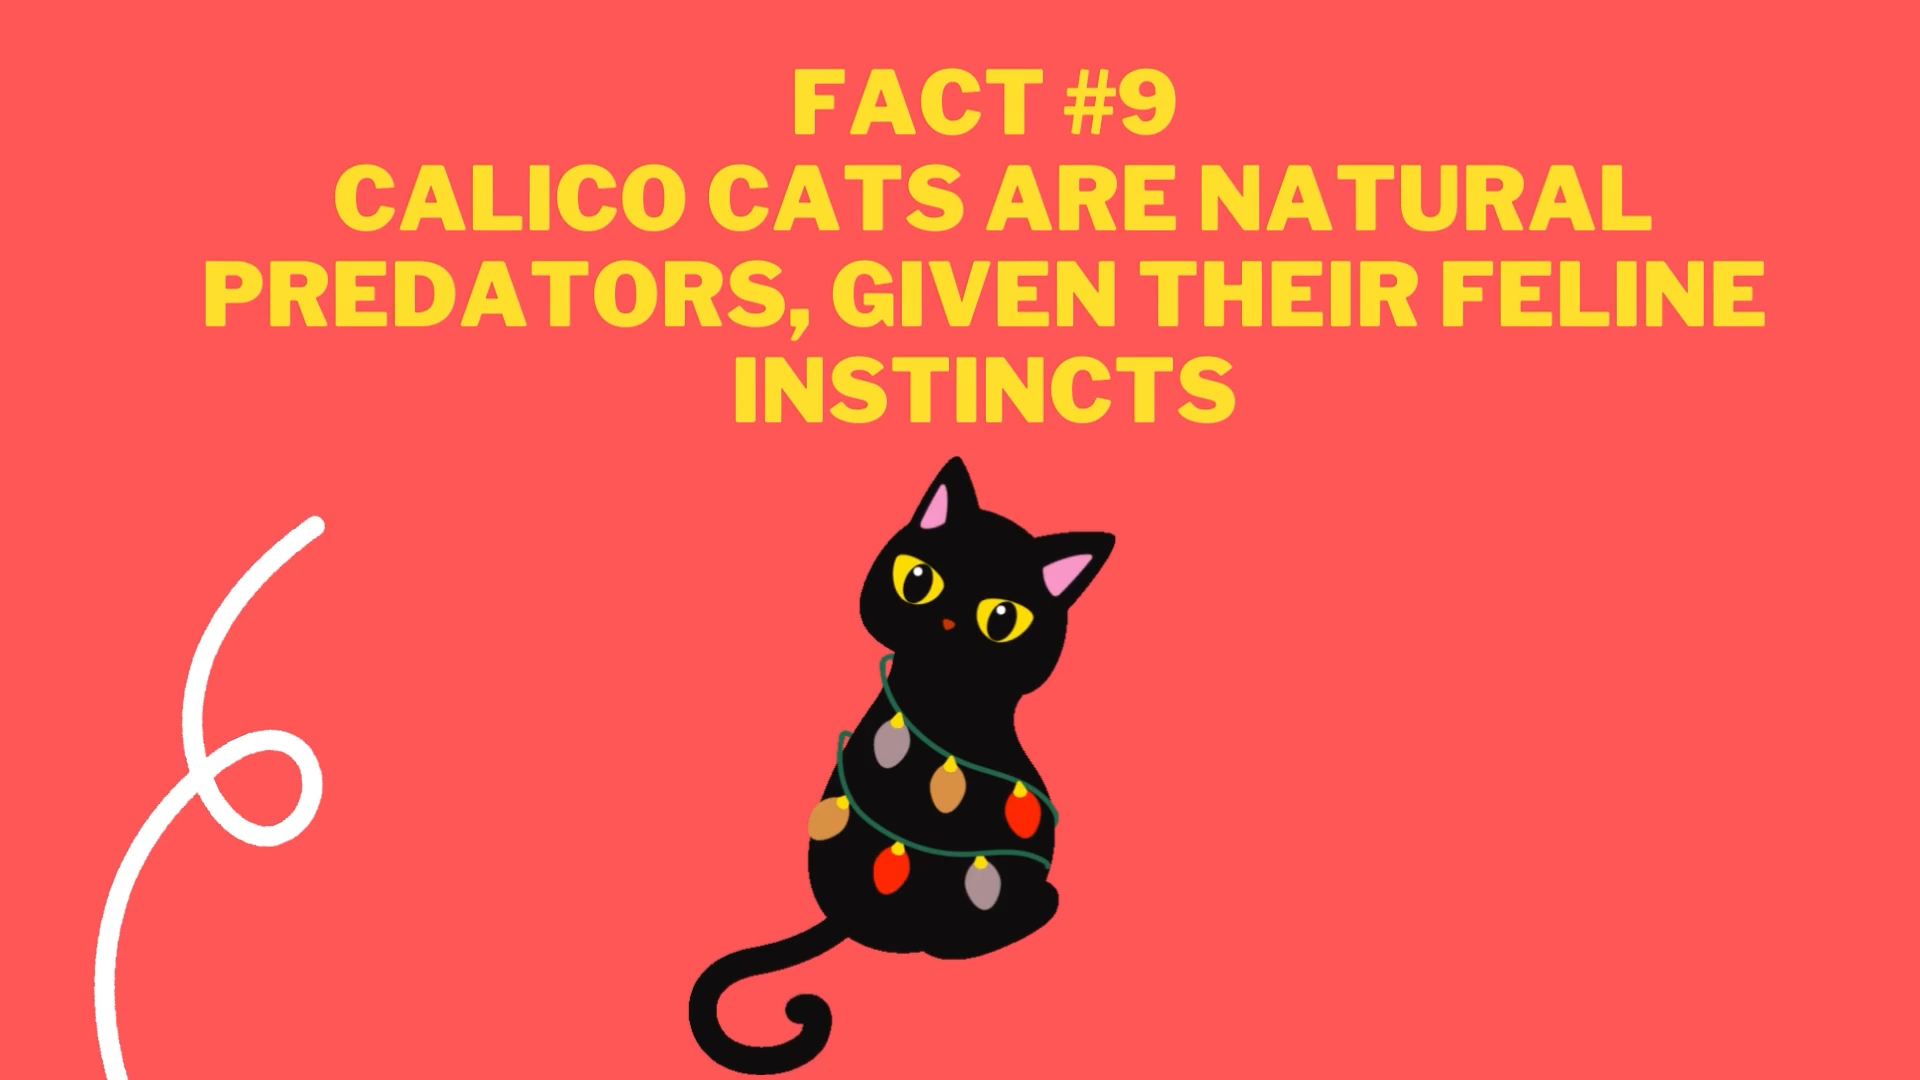 FACT #9
CALICO CATS ARE NATURAL
PREDATORS, GIVEN THEIR FELINE
INSTINCTS